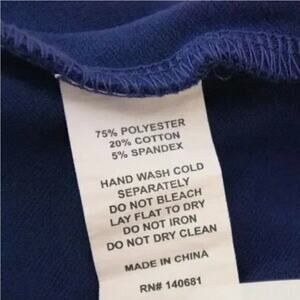 75% POLYESTER
20% COTTON
5% SPANDEX
HAND WASH COLD
SEPARATELY
DO NOT BLEACH
LAY FLAT TO DRY
DO NOT IRON
DO NOT DRY CLEAN
MADE IN CHINA
RN# 140681